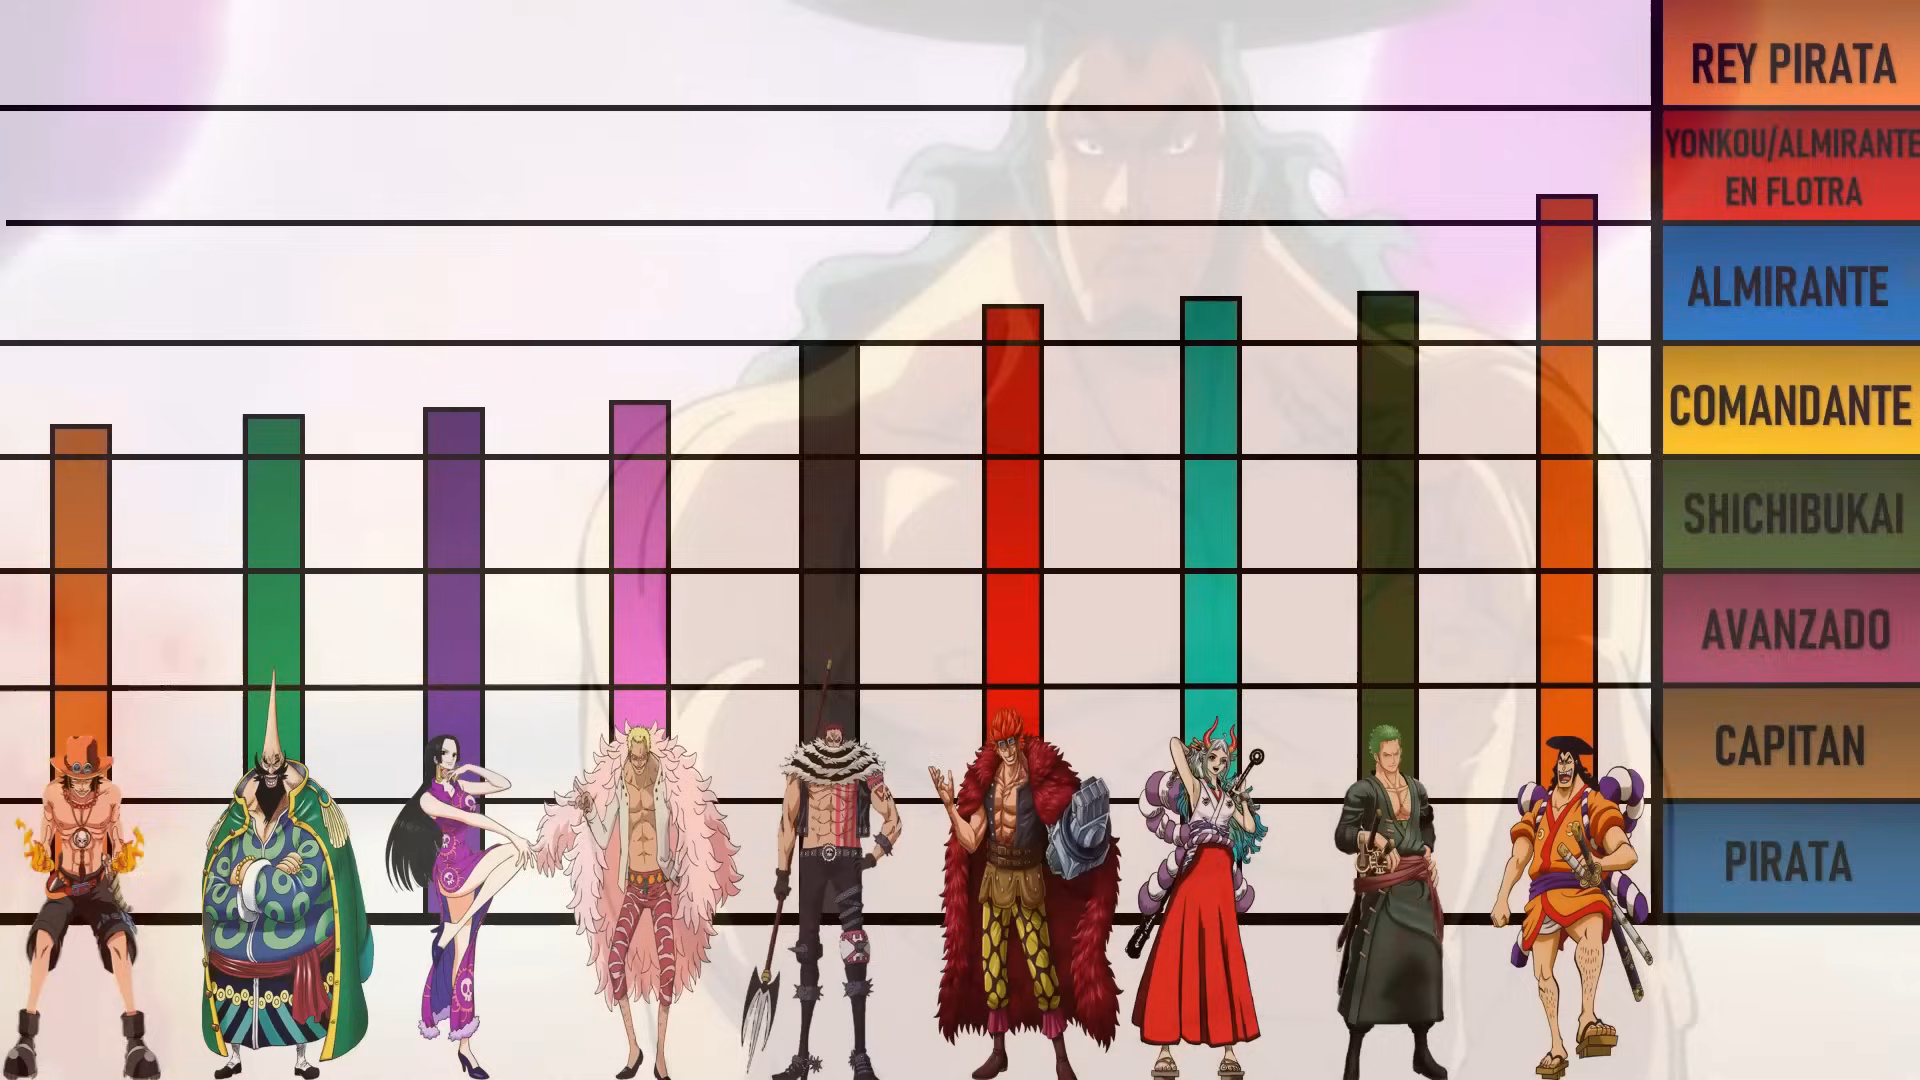 REY PIRATA
YONKOU/ALMIRANTE
EN FLOTRA
ALMIRANTE
COMANDANTE
SHICHIBUKAI
AVANZADO
CAPITAN
PIRATA